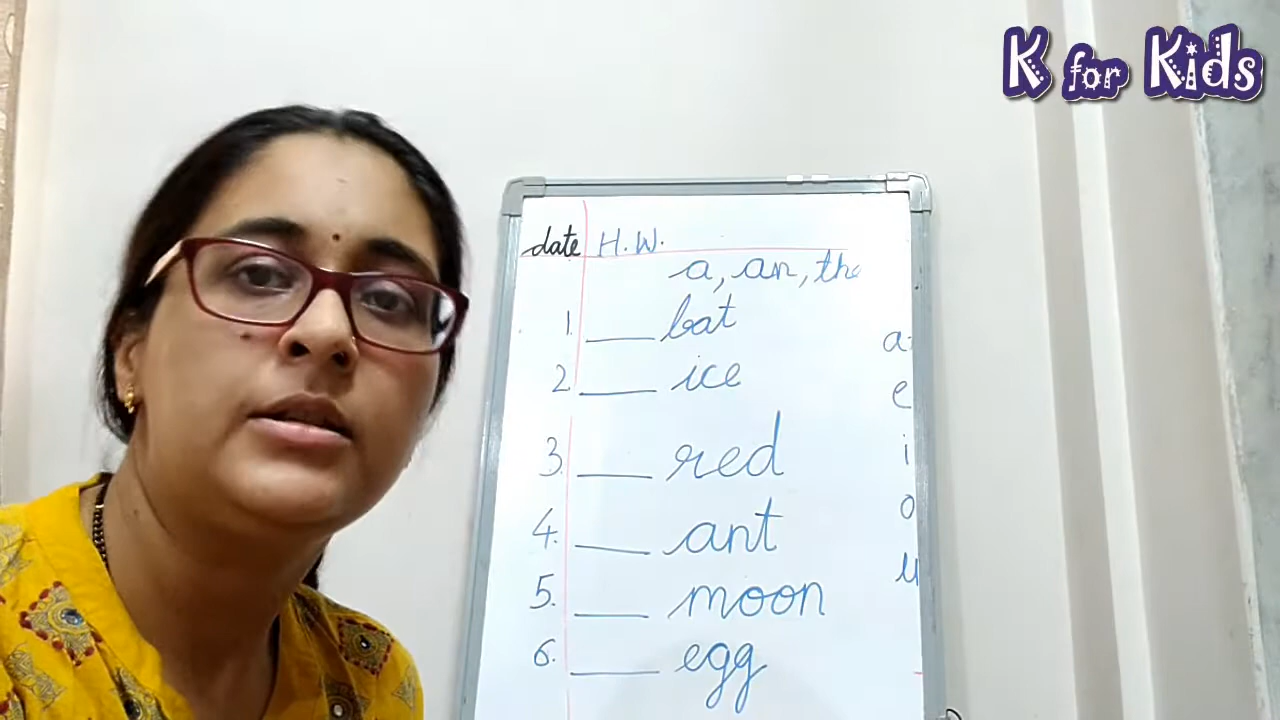 K for Kids
date H.W.
a, an, the
1. ___ bat
2 ___ ice
3. ___ red
4. ___ ant
5. ___ moon
6. ___ egg
a
e
i
o
u